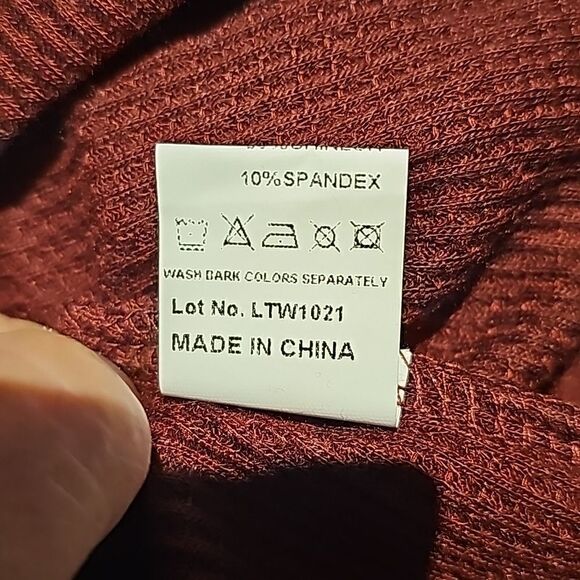 10%SPANDEX
WASH DARK COLORS SEPARATELY
Lot No. LTW1021
MADE IN CHINA